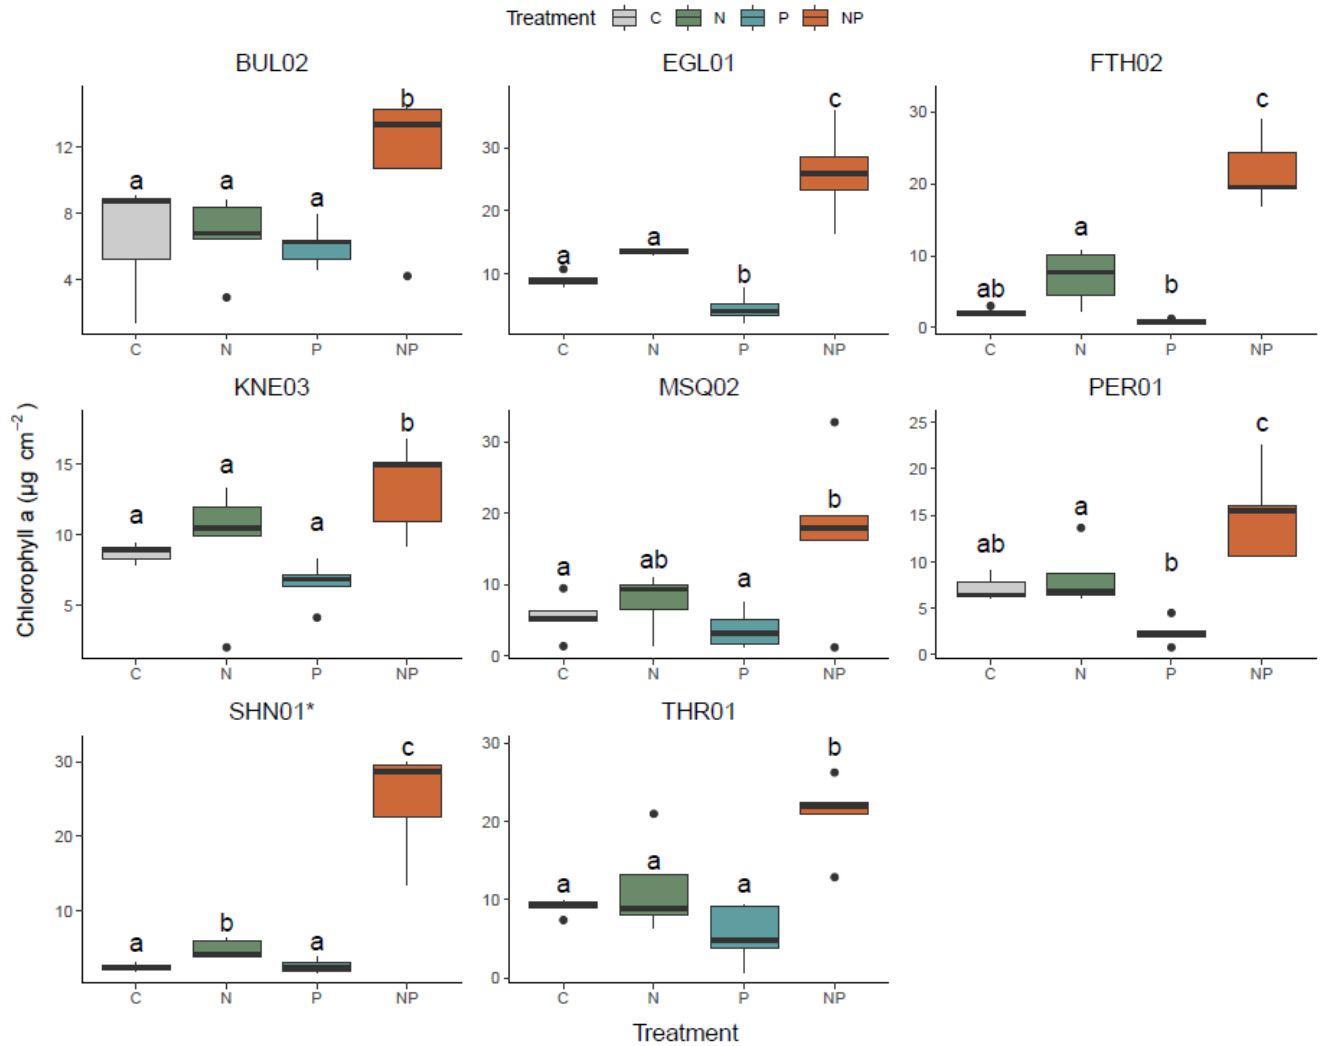 Treatment C N P NP
BUL02 EGL01 FTH02
b
12
a a
a
8
4
C N P NP
c
30
20
a
a
b
10
C N P NP
30
c
20
a
10
ab b
0
C N P NP
KNE03 MSQ02 PER01
b
15
a
a a
10
5
C N P NP
30
b
20
ab
a a
10
0
C N P NP
25
c
20
15
a
ab
b
10
5
0
C N P NP
Chlorophyll a (µg cm−2)
SHN01* THR01
c
30
20
10
b
a a
C N P NP
30
b
20
a
a a
10
0
C N P NP
Treatment